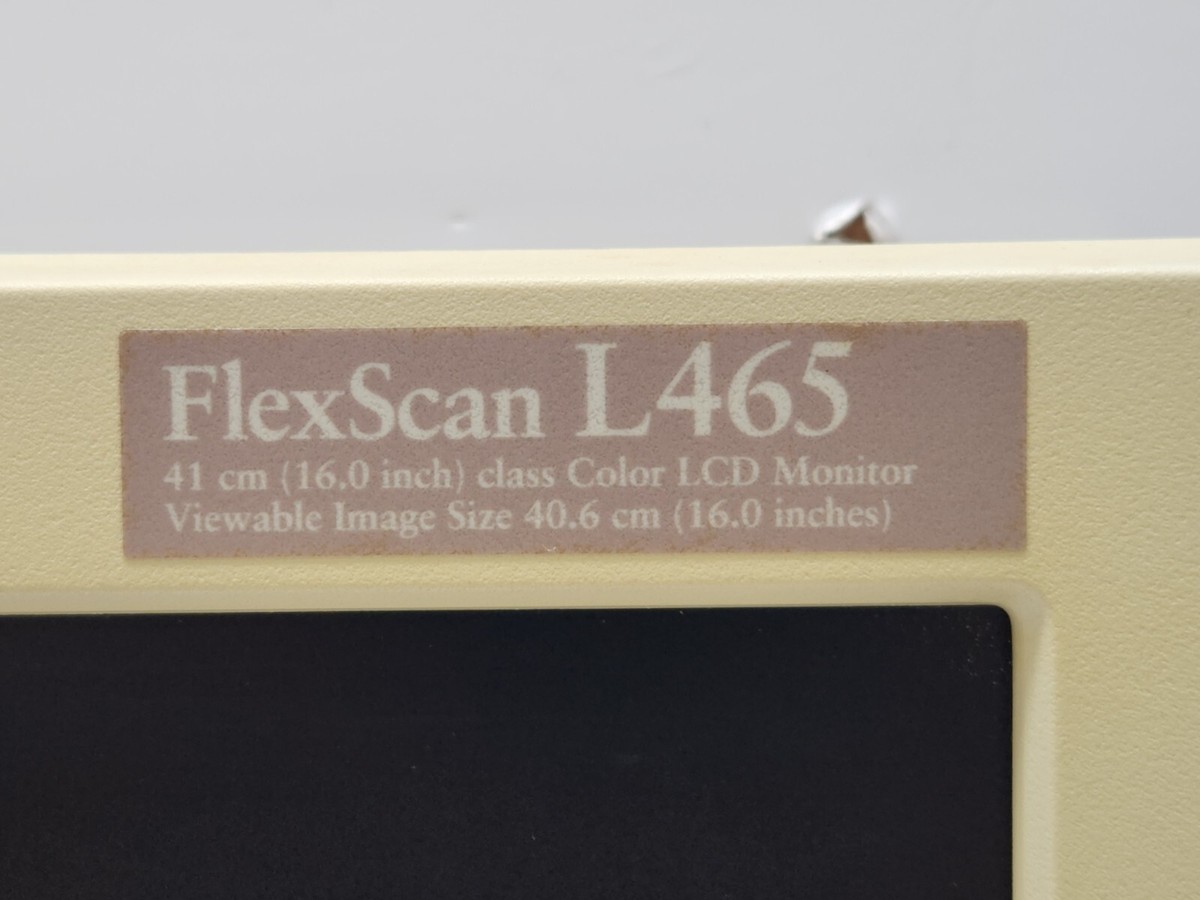 FlexScan L465
41 cm (16.0 inch) class Color LCD Monitor
Viewable Image Size 40.6 cm (16.0 inches)